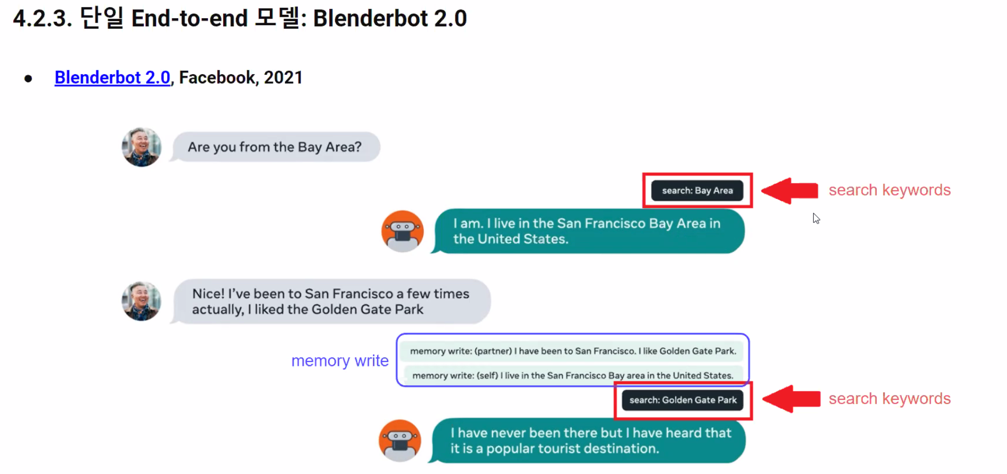 4.2.3. 단일 End-to-end 모델: Blenderbot 2.0
● Blenderbot 2.0, Facebook, 2021
Are you from the Bay Area?
search: Bay Area
search keywords
I am. I live in the San Francisco Bay Area in
the United States.
Nice! I've been to San Francisco a few times
actually, I liked the Golden Gate Park
memory write
memory write: (partner) I have been to San Francisco. I like Golden Gate Park.
memory write: (self) I live in the San Francisco Bay area in the United States.
search: Golden Gate Park
search keywords
I have never been there but I have heard that
it is a popular tourist destination.